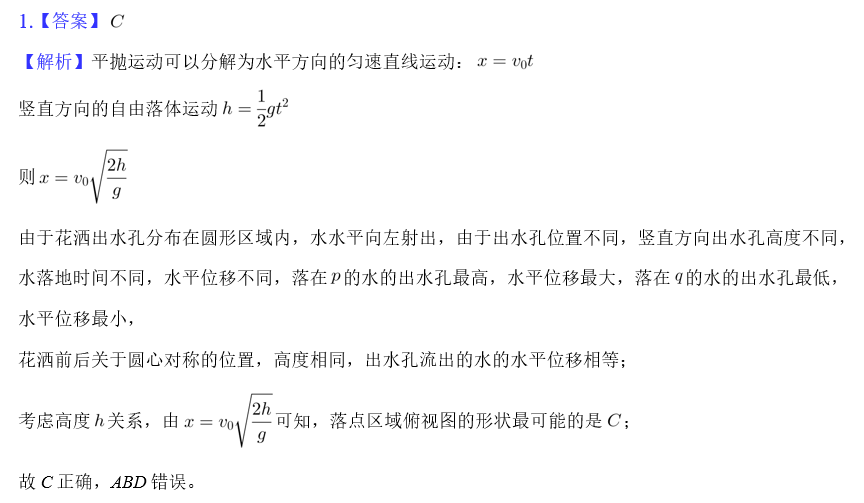 1.【答案】C
【解析】平抛运动可以分解为水平方向的匀速直线运动：$x=v_0t$
竖直方向的自由落体运动$h=\frac{1}{2}gt^2$
则$x=v_0\sqrt{\frac{2h}{g}}$
由于花洒出水孔分布在圆形区域内，水水平向左射出，由于出水孔位置不同，竖直方向出水孔高度不同，
水落地时间不同，水平位移不同，落在p的水的出水孔最高，水平位移最大，落在q的水的出水孔最低，
水平位移最小，
花洒前后关于圆心对称的位置，高度相同，出水孔流出的水的水平位移相等；
考虑高度h关系，由$x=v_0\sqrt{\frac{2h}{g}}$可知，落点区域俯视图的形状最可能的是C；
故C正确，ABD错误。